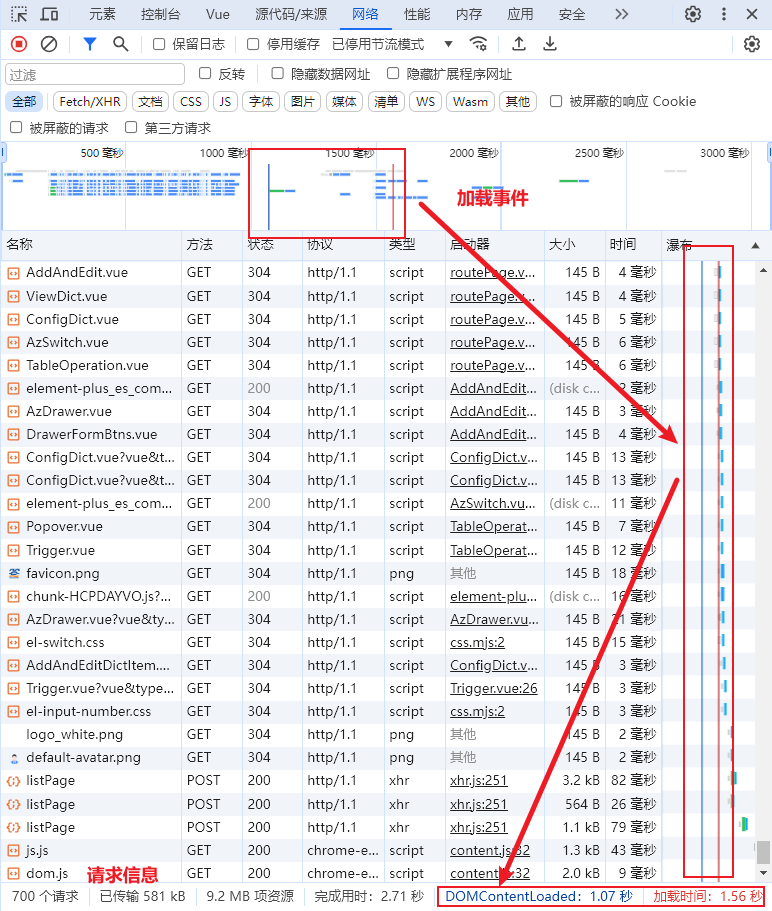 元素 控制台 Vue 源代码/来源 网络 性能 内存 应用 安全
保留日志 停用缓存 已停用节流模式
过滤 反转 隐藏数据网址 隐藏扩展程序网址
全部 Fetch/XHR 文档 CSS JS 字体 图片 媒体 清单 WS Wasm 其他 被屏蔽的响应 Cookie
被屏蔽的请求 第三方请求
500 毫秒 1000 毫秒 1500 毫秒 2000 毫秒 2500 毫秒 3000 毫秒
加载事件
名称 方法 状态 协议 类型 启动器 大小 时间 瀑布
AddAndEdit.vue GET 304 http/1.1 script routePage.v... 145 B 4 毫秒
ViewDict.vue GET 304 http/1.1 script routePage.v... 145 B 4 毫秒
ConfigDict.vue GET 304 http/1.1 script routePage.v... 145 B 5 毫秒
AzSwitch.vue GET 304 http/1.1 script routePage.v... 145 B 6 毫秒
TableOperation.vue GET 304 http/1.1 script routePage.v... 145 B 6 毫秒
element-plus_es_com... GET 200 http/1.1 script AddAndEdit... (disk c... 2 毫秒
AzDrawer.vue GET 304 http/1.1 script AddAndEdit... 145 B 3 毫秒
DrawerFormBtns.vue GET 304 http/1.1 script AddAndEdit... 145 B 4 毫秒
ConfigDict.vue?vue&t... GET 304 http/1.1 script ConfigDict.v... 145 B 13 毫秒
ConfigDict.vue?vue&t... GET 304 http/1.1 script ConfigDict.v... 145 B 13 毫秒
element-plus_es_com... GET 200 http/1.1 script AzSwitch.vu... (disk c... 11 毫秒
Popover.vue GET 304 http/1.1 script TableOperat... 145 B 7 毫秒
Trigger.vue GET 304 http/1.1 script TableOperat... 145 B 12 毫秒
favicon.png GET 304 http/1.1 png 其他 145 B 18 毫秒
chunk-HCPDAYVO.js?... GET 200 http/1.1 script element-plu... (disk c... 16 毫秒
AzDrawer.vue?vue&ty... GET 304 http/1.1 script AzDrawer.vu... 145 B 毫秒
el-switch.css GET 304 http/1.1 script css.mjs:2 145 B 15 毫秒
AddAndEditDictItem.... GET 304 http/1.1 script ConfigDict.v... 145 B 3 毫秒
Trigger.vue?vue&type... GET 304 http/1.1 script Trigger.vue:26 145 B 3 毫秒
el-input-number.css GET 304 http/1.1 script css.mjs:2 145 B 3 毫秒
logo_white.png GET 304 http/1.1 png 其他 145 B 2 毫秒
default-avatar.png GET 304 http/1.1 png 其他 145 B 2 毫秒
listPage POST 200 http/1.1 xhr xhr.js:251 3.2 kB 82 毫秒
listPage POST 200 http/1.1 xhr xhr.js:251 564 B 26 毫秒
listPage POST 200 http/1.1 xhr xhr.js:251 1.1 kB 79 毫秒
js.js GET 200 chrome-e... script content.js:32 1.3 kB 43 毫秒
dom.js GET 200 chrome-e... script 2.0 kB 9 毫秒
请求信息
700 个请求 已传输 581 kB 9.2 MB 项资源 完成用时：2.71 秒 DOMContentLoaded：1.07 秒 加载时间：1.56 秒